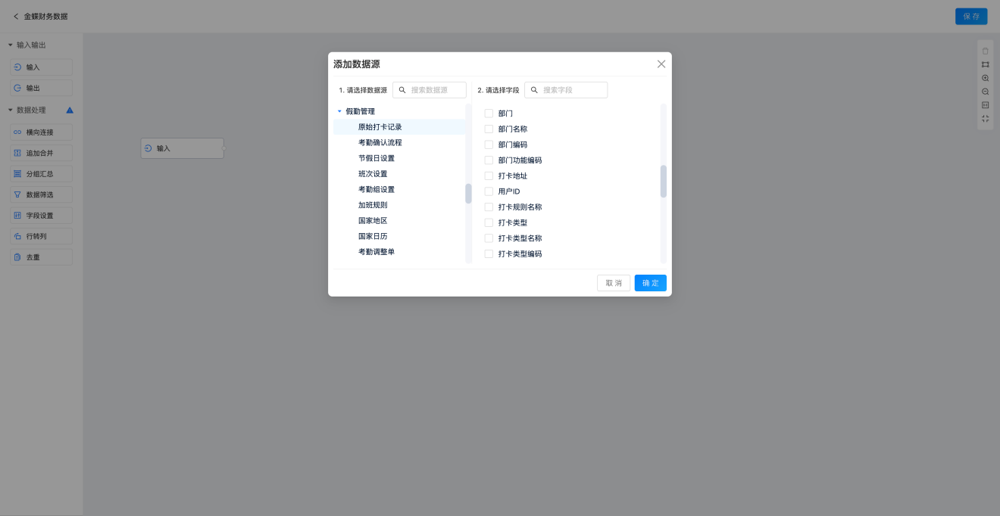 金蝶财务数据
保 存
输入输出
输入
输出
数据处理
横向连接
追加合并
分组汇总
数据筛选
字段设置
行转列
去重
输入
添加数据源
1. 请选择数据源
搜索数据源
2. 请选择字段
搜索字段
假勤管理
原始打卡记录
考勤确认流程
节假日设置
班次设置
考勤组设置
加班规则
国家地区
国家日历
考勤调整单
部门
部门名称
部门编码
部门功能编码
打卡地址
用户ID
打卡规则名称
打卡类型
打卡类型名称
打卡类型编码
取 消
确 定